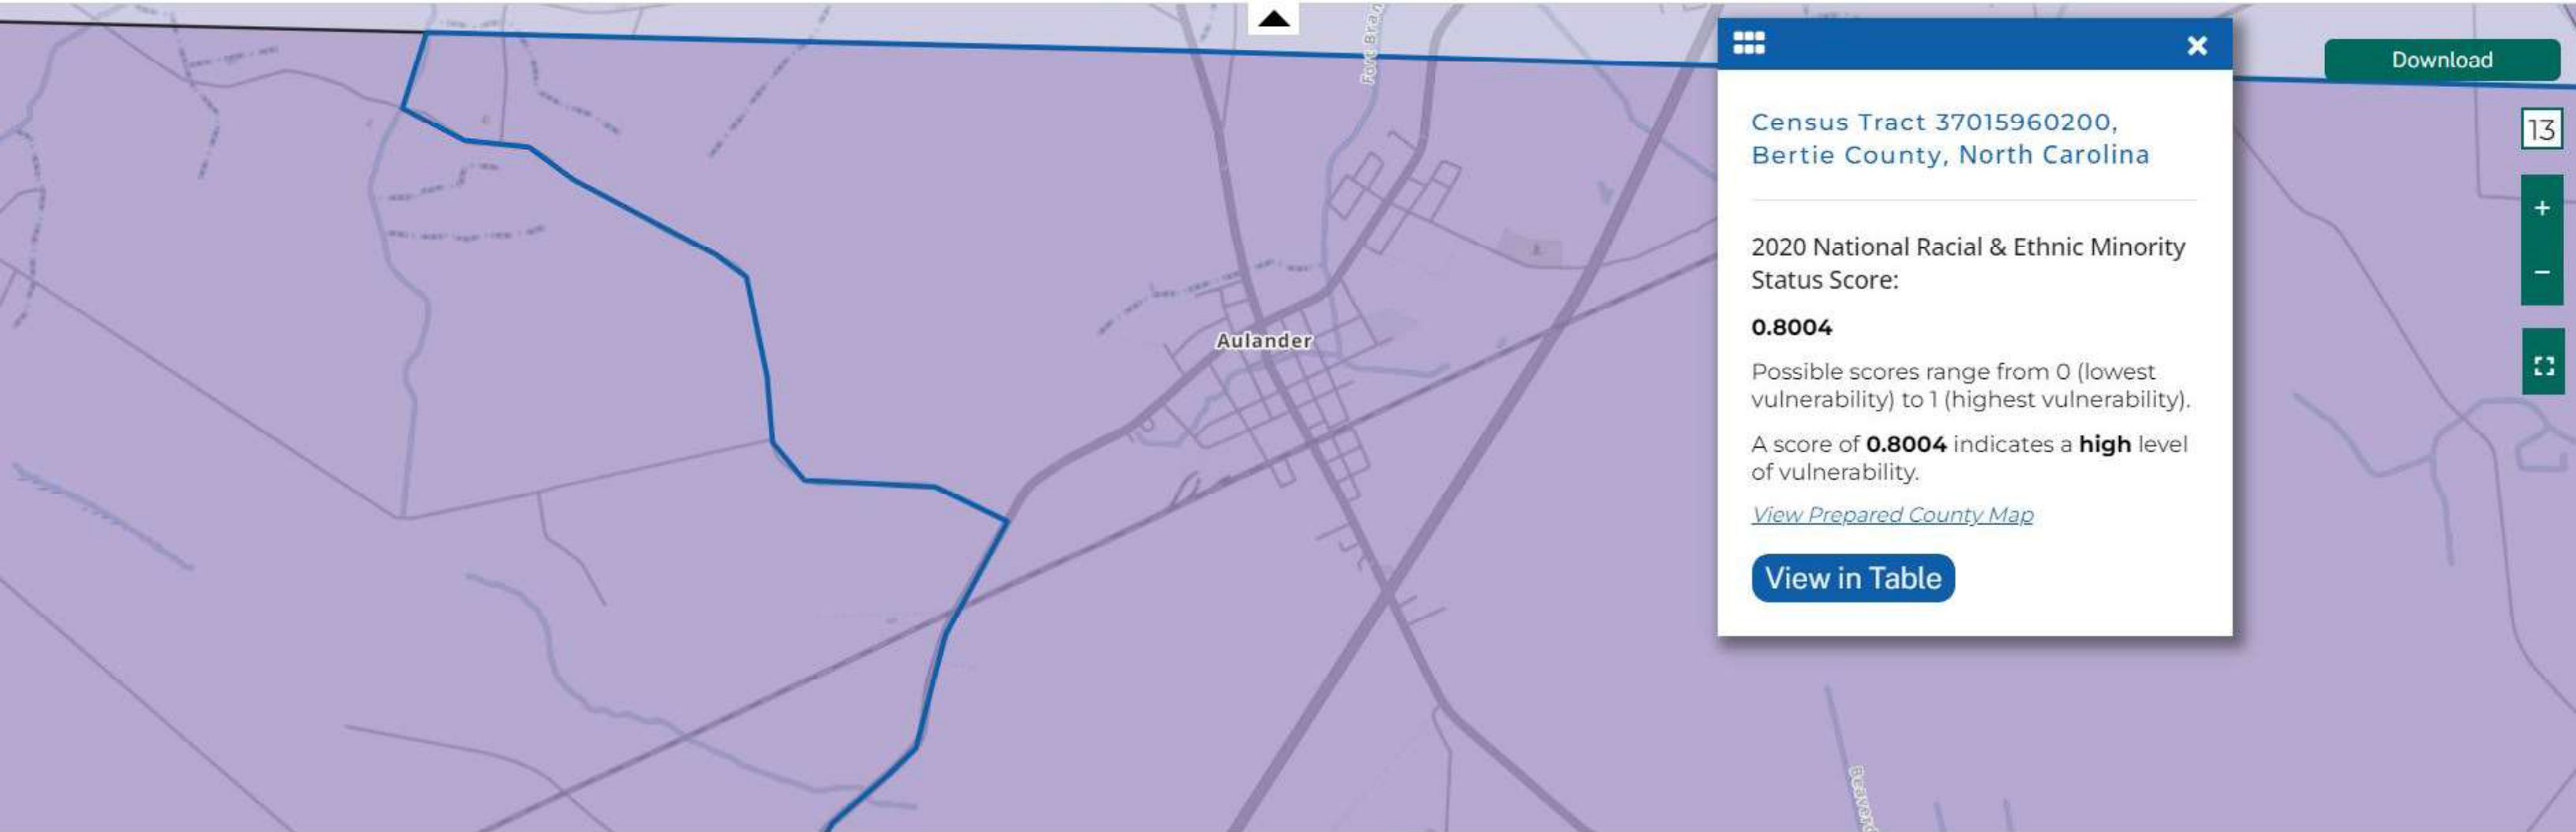 Fort Bran
Download
Census Tract 37015960200,
Bertie County, North Carolina
13
+
2020 National Racial & Ethnic Minority
Status Score:
−
0.8004
Aulander
Possible scores range from 0 (lowest
vulnerability) to 1 (highest vulnerability).
A score of 0.8004 indicates a high level
of vulnerability.
View Prepared County Map
View in Table